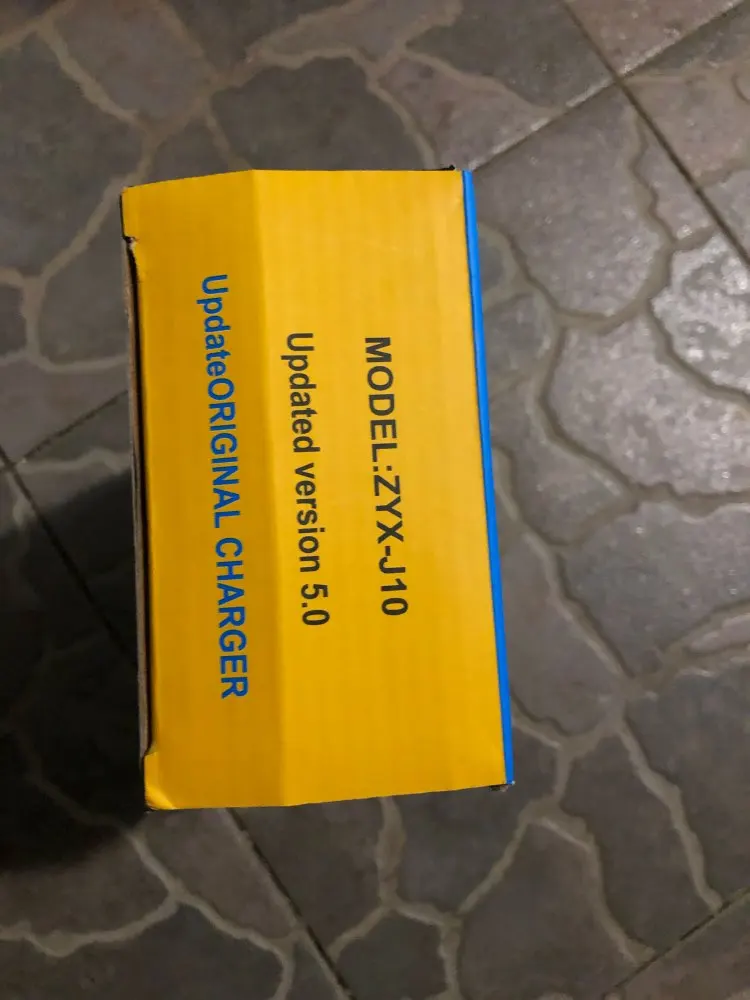 MODEL:ZYX-J10
Updated version 5.0
UpdateORIGINAL CHARGER